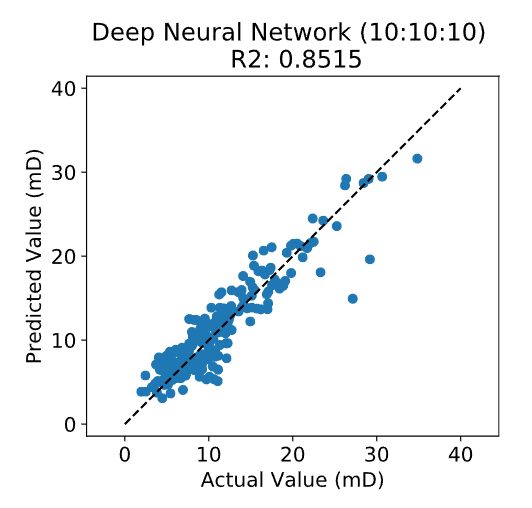 Deep Neural Network (10:10:10)
R2: 0.8515
40
30
20
10
0
Predicted Value (mD)
0 10 20 30 40
Actual Value (mD)